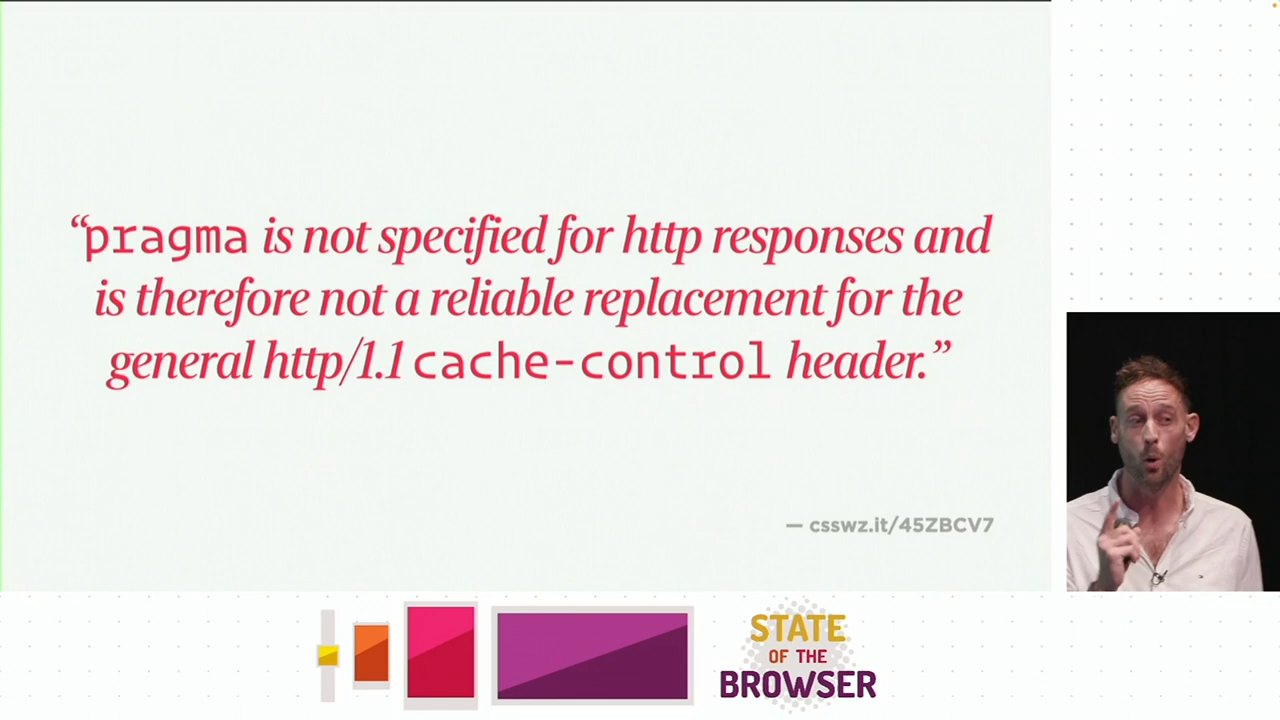 “pragma is not specified for http responses and
is therefore not a reliable replacement for the
general http/1.1 cache-control header.”
— csswz.it/45ZBCV7
STATE
OF THE
BROWSER